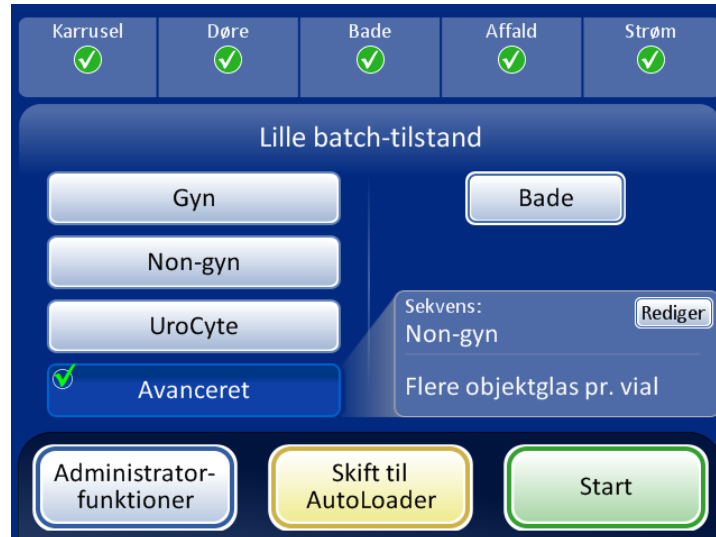 Karrusel
Døre
Bade
Affald
Strøm
Lille batch-tilstand
Gyn
Bade
Non-gyn
UroCyte
Sekvens:
Rediger
Non-gyn
Avanceret
Flere objektglas pr. vial
Administrator-
funktioner
Skift til
AutoLoader
Start